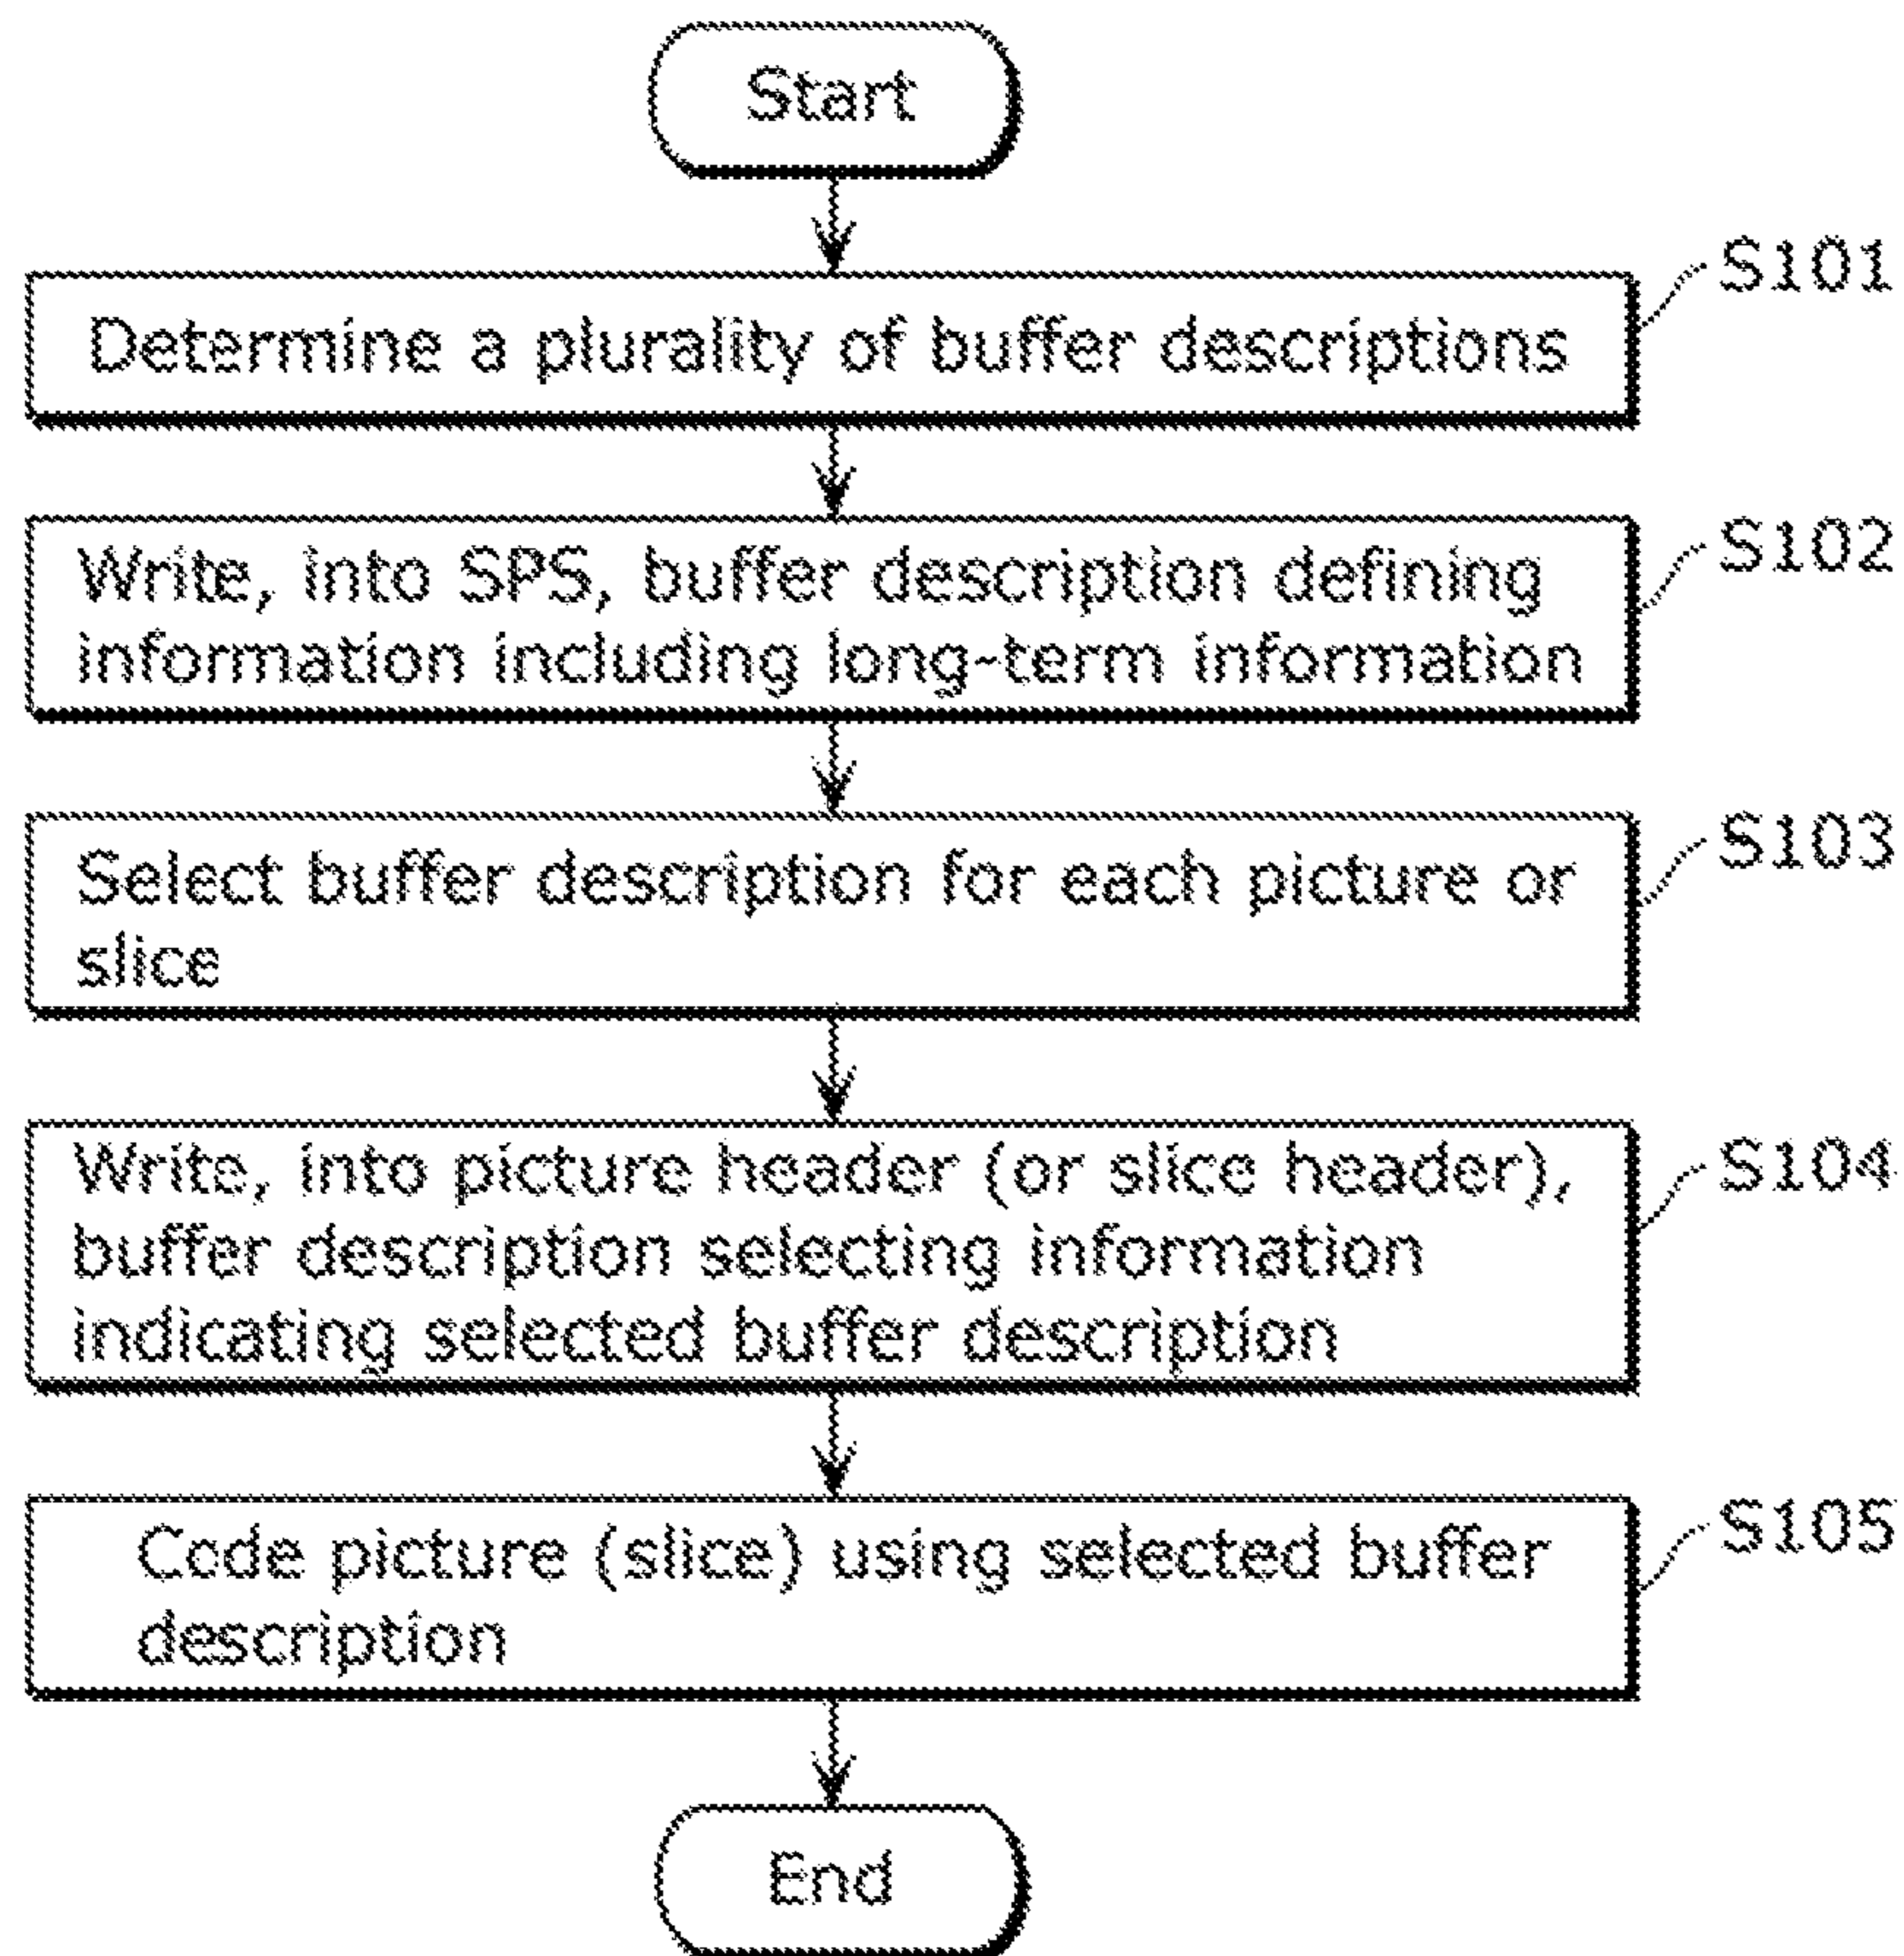 Start
S101
Determine a plurality of buffer descriptions
S102
Write, into SPS, buffer description defining
information including long-term information
S103
Select buffer description for each picture or
slice
S104
Write, into picture header (or slice header),
buffer description selecting information
indicating selected buffer description
S105
Code picture (slice) using selected buffer
description
End